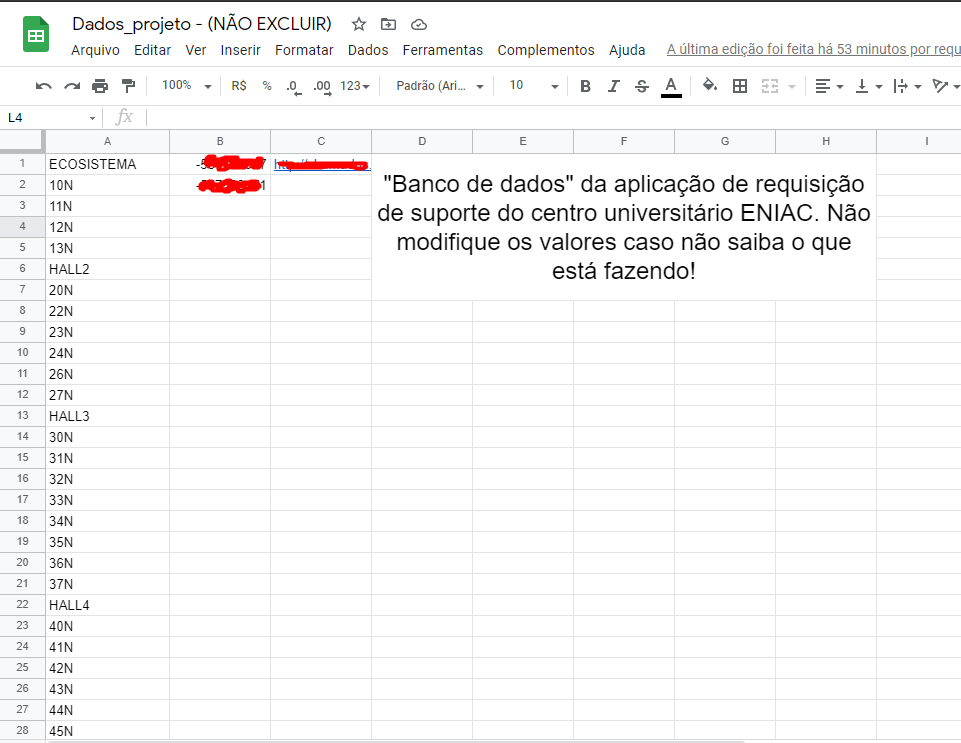 Dados_projeto - (NÃO EXCLUIR)
Arquivo Editar Ver Inserir Formatar Dados Ferramentas Complementos Ajuda A última edição foi feita há 53 minutos por requ
100% R$ % .0 .00 123 Padrão (Ari... 10 B I S A
L4 fx
A B C D E F G H I
1 ECOSISTEMA
2 10N
3 11N
4 12N
5 13N
6 HALL2
7 20N
8 22N
9 23N
10 24N
11 26N
12 27N
13 HALL3
14 30N
15 31N
16 32N
17 33N
18 34N
19 35N
20 36N
21 37N
22 HALL4
23 40N
24 41N
25 42N
26 43N
27 44N
28 45N
"Banco de dados" da aplicação de requisição
de suporte do centro universitário ENIAC. Não
modifique os valores caso não saiba o que
está fazendo!